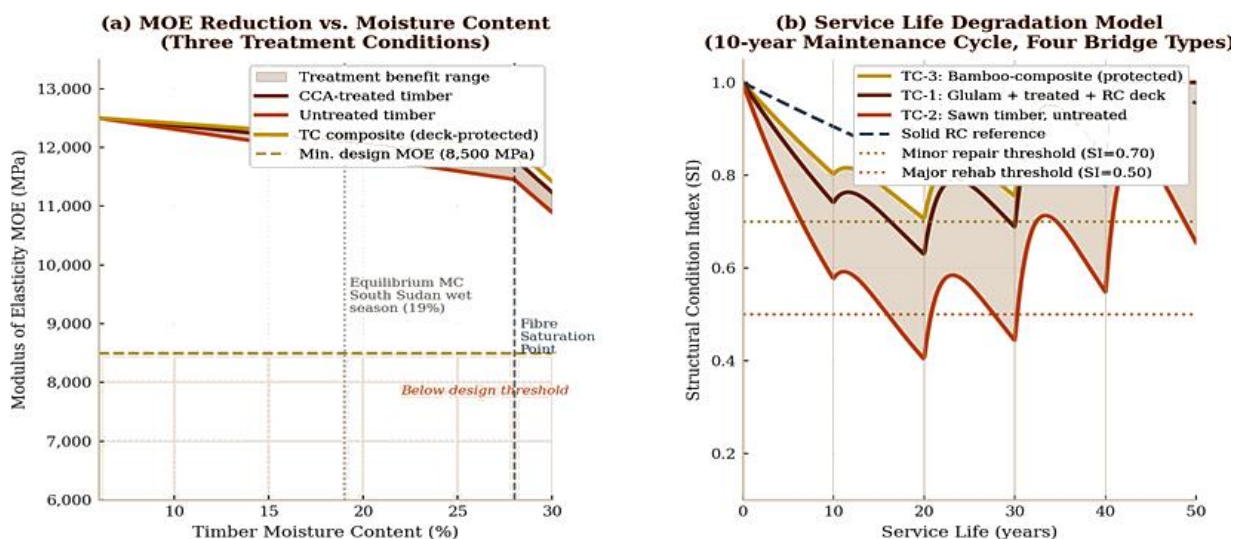 (a) MOE Reduction vs. Moisture Content
(Three Treatment Conditions)
Modulus of Elasticity MOE (MPa)
13,000
12,000
11,000
10,000
9,000
8,000
7,000
6,000
Treatment benefit range
CCA-treated timber
Untreated timber
TC composite (deck-protected)
Min. design MOE (8,500 MPa)
Equilibrium MC
South Sudan wet
season (19%)
Fibre
Saturation
Point
Below design threshold
10
15
20
25
30
Timber Moisture Content (%)
(b) Service Life Degradation Model
(10-year Maintenance Cycle, Four Bridge Types)
Structural Condition Index (SI)
1.0
0.8
0.6
0.4
0.2
TC-3: Bamboo-composite (protected)
TC-1: Glulam + treated + RC deck
TC-2: Sawn timber, untreated
Solid RC reference
Minor repair threshold (SI=0.70)
Major rehab threshold (SI=0.50)
0
10
20
30
40
50
Service Life (years)